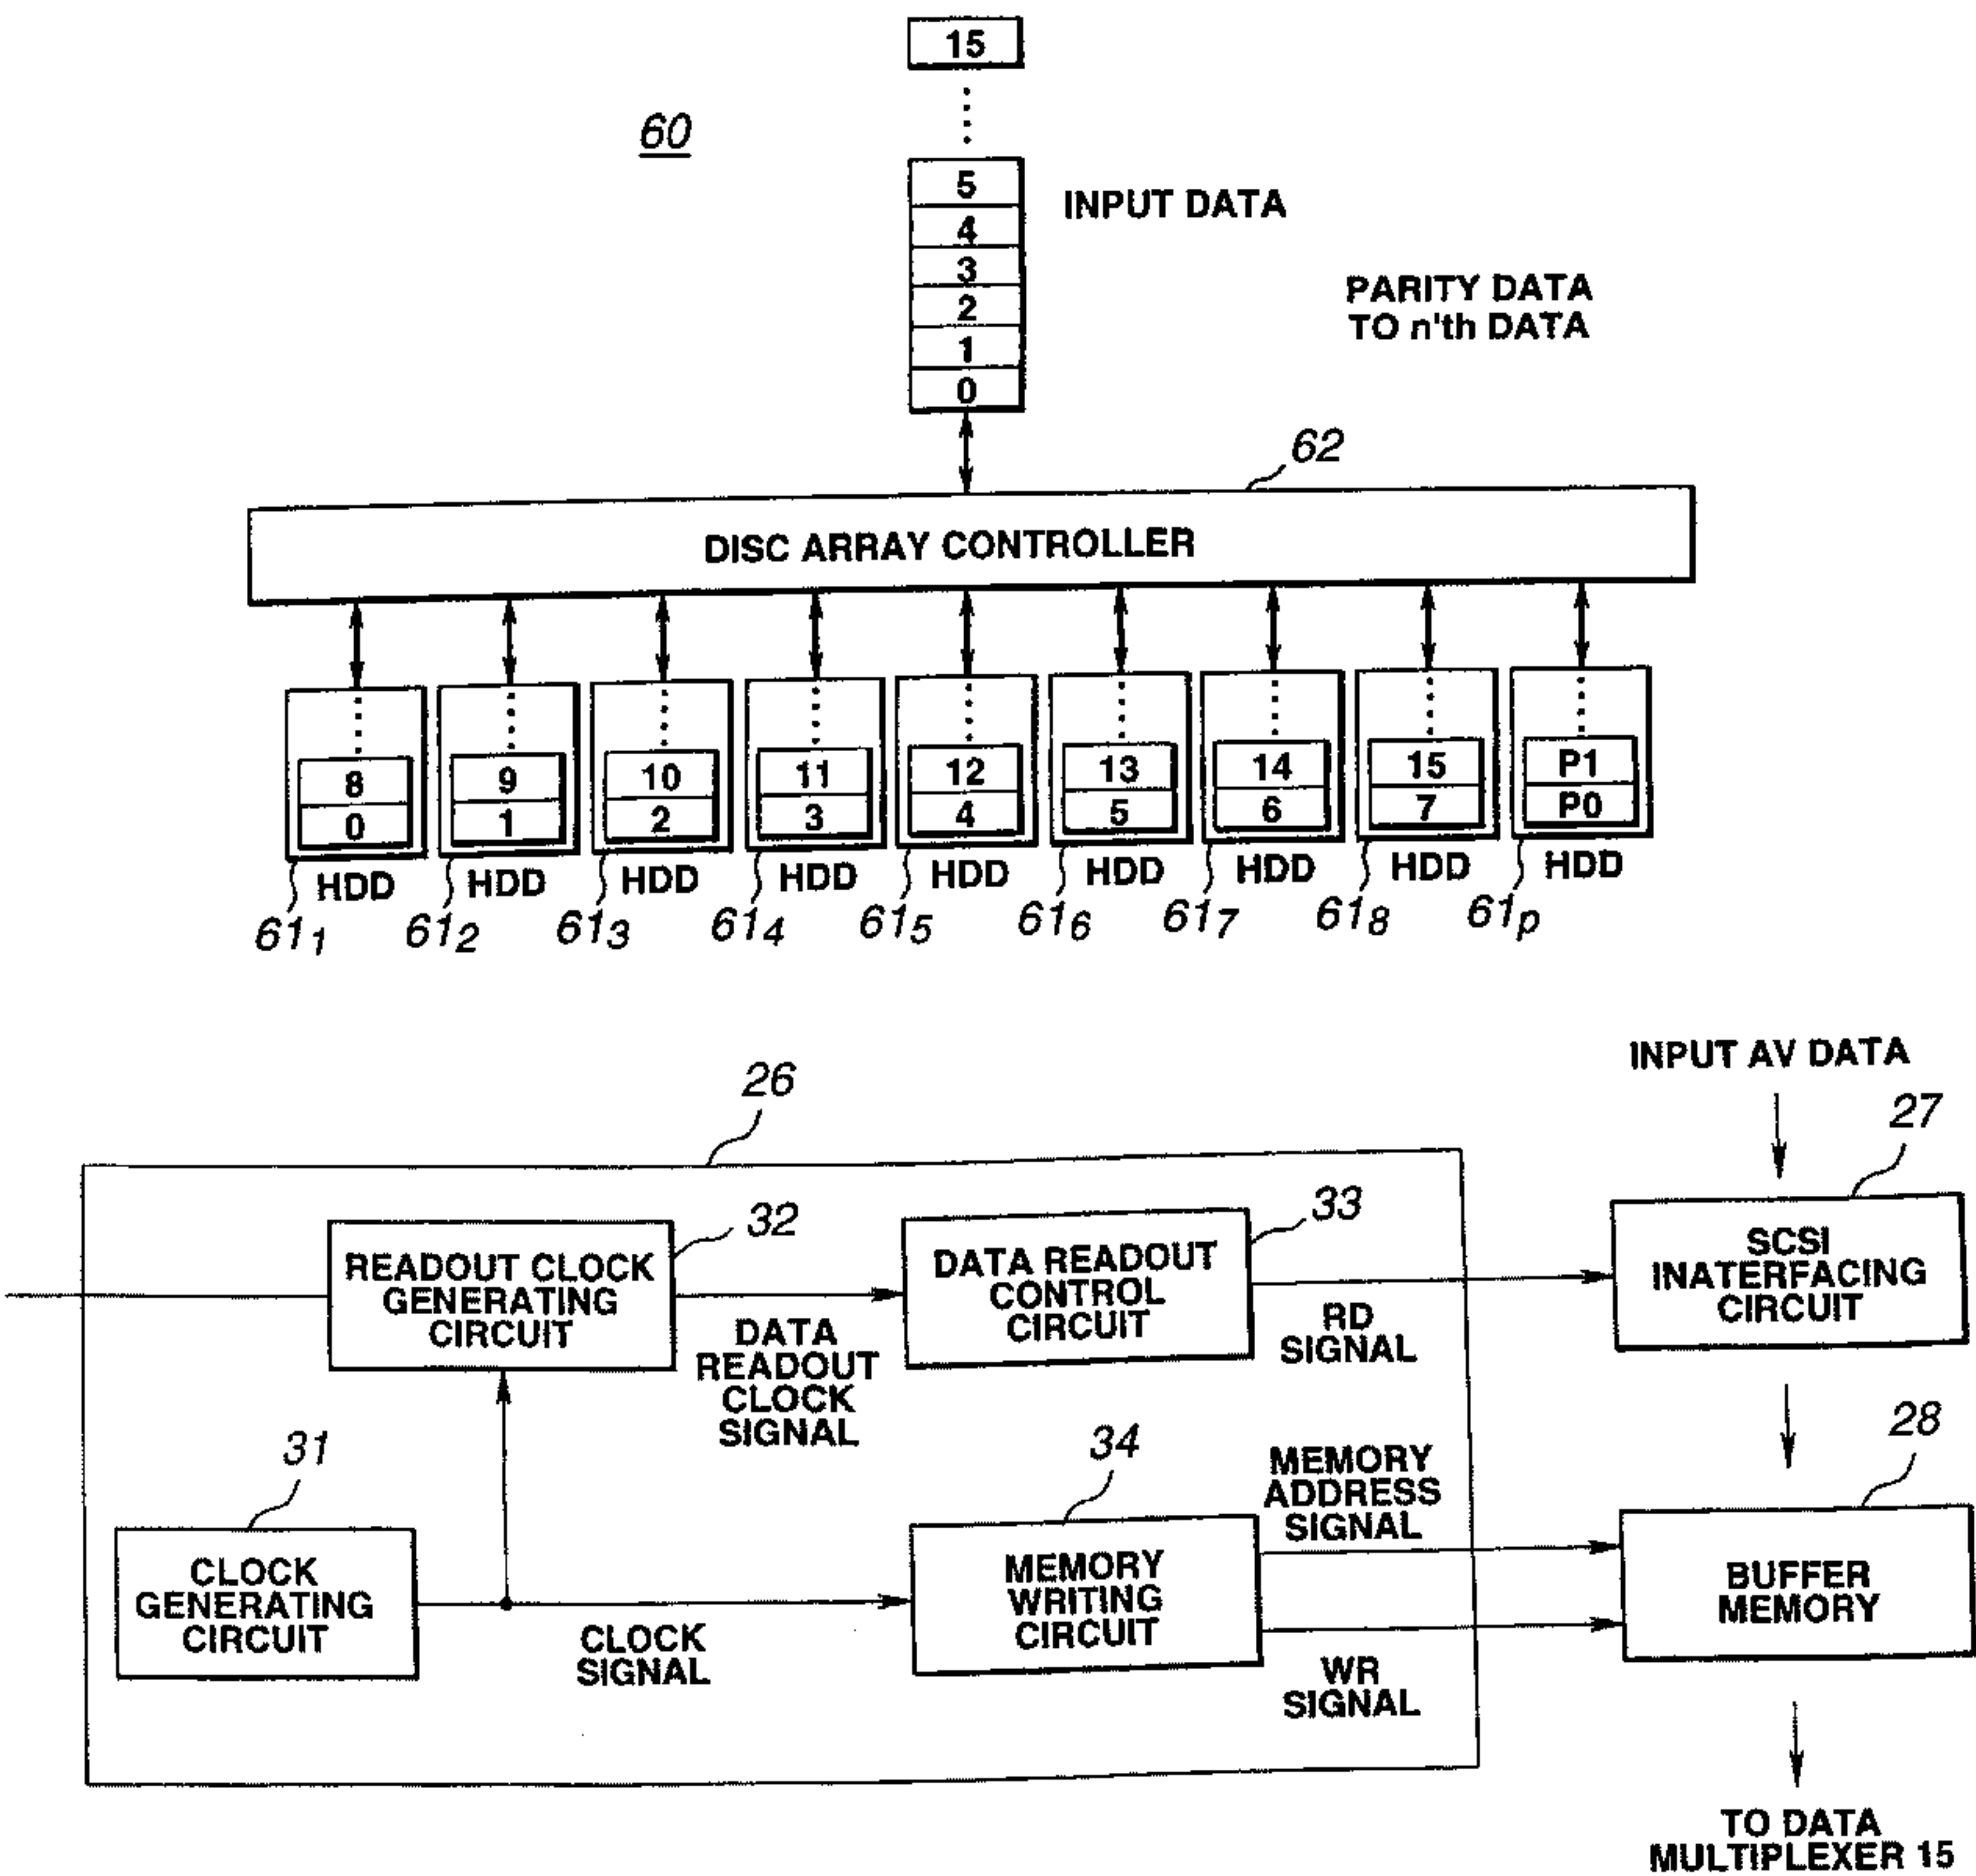 15
60
5
INPUT DATA
4
3
2
1
0
PARITY DATA
TO n'th DATA
62
DISC ARRAY CONTROLLER
8 9 10 11 12 13 14 15 P1
0 1 2 3 4 5 6 7 P0
HDD HDD HDD HDD HDD HDD HDD HDD HDD
61₁ 61₂ 61₃ 61₄ 61₅ 61₆ 61₇ 61₈ 61p
INPUT AV DATA
26
27
32
33
READOUT CLOCK
GENERATING
CIRCUIT
DATA
READOUT
CLOCK
SIGNAL
DATA READOUT
CONTROL
CIRCUIT
RD
SIGNAL
SCSI
INATERFACING
CIRCUIT
31
34
28
CLOCK
GENERATING
CIRCUIT
CLOCK
SIGNAL
MEMORY
WRITING
CIRCUIT
MEMORY
ADDRESS
SIGNAL
WR
SIGNAL
BUFFER
MEMORY
TO DATA
MULTIPLEXER 15